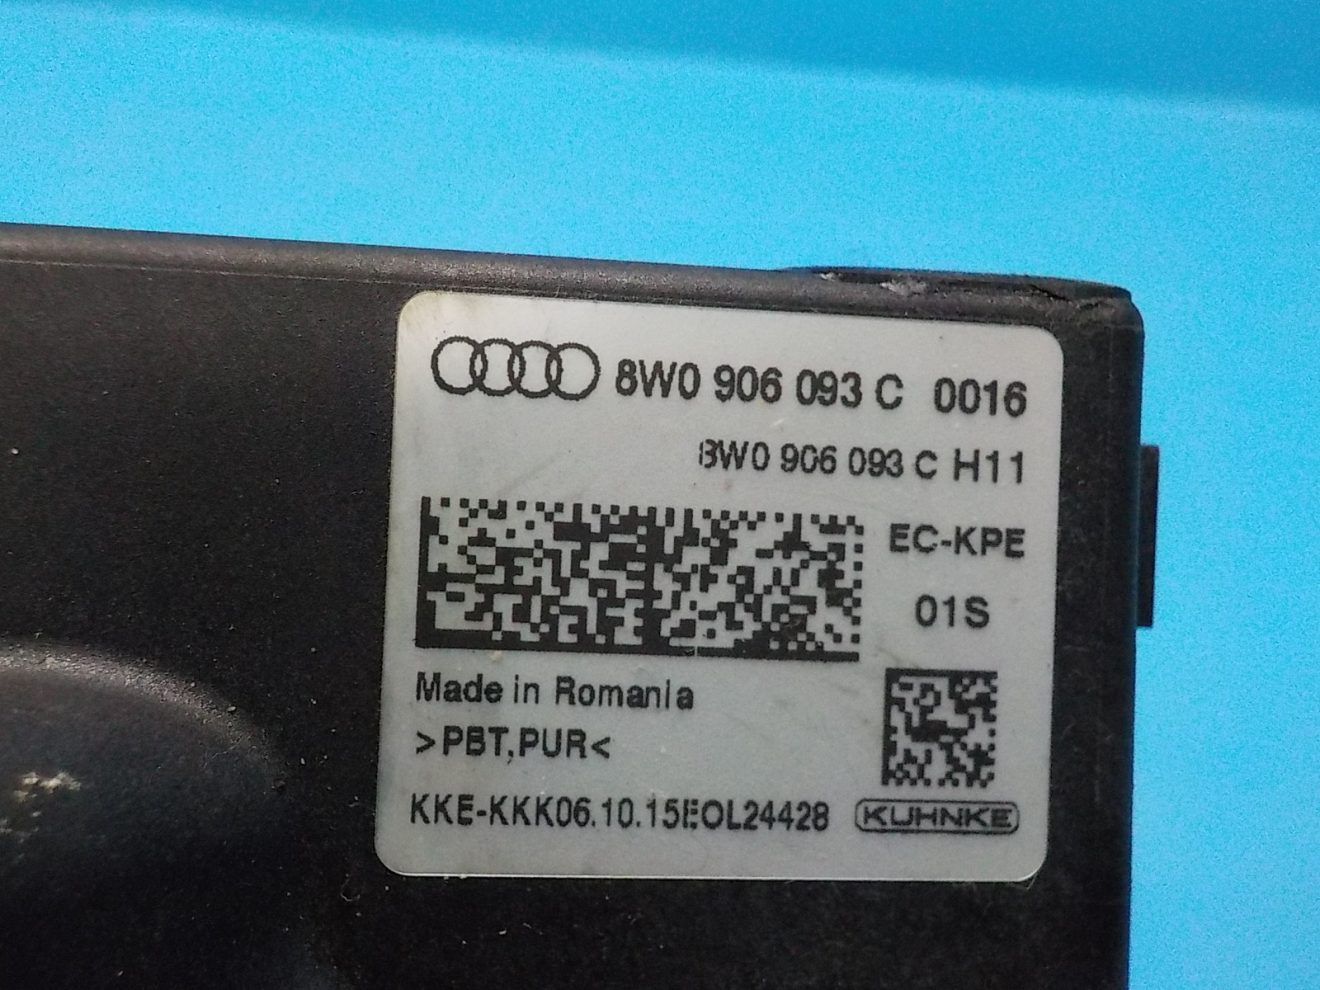 8W0 906 093 C 0016
8W0 906 093 C H11
EC-KPE
01S
Made in Romania
>PBT,PUR<
KKE-KKK06.10.15EOL24428
KUHNKE